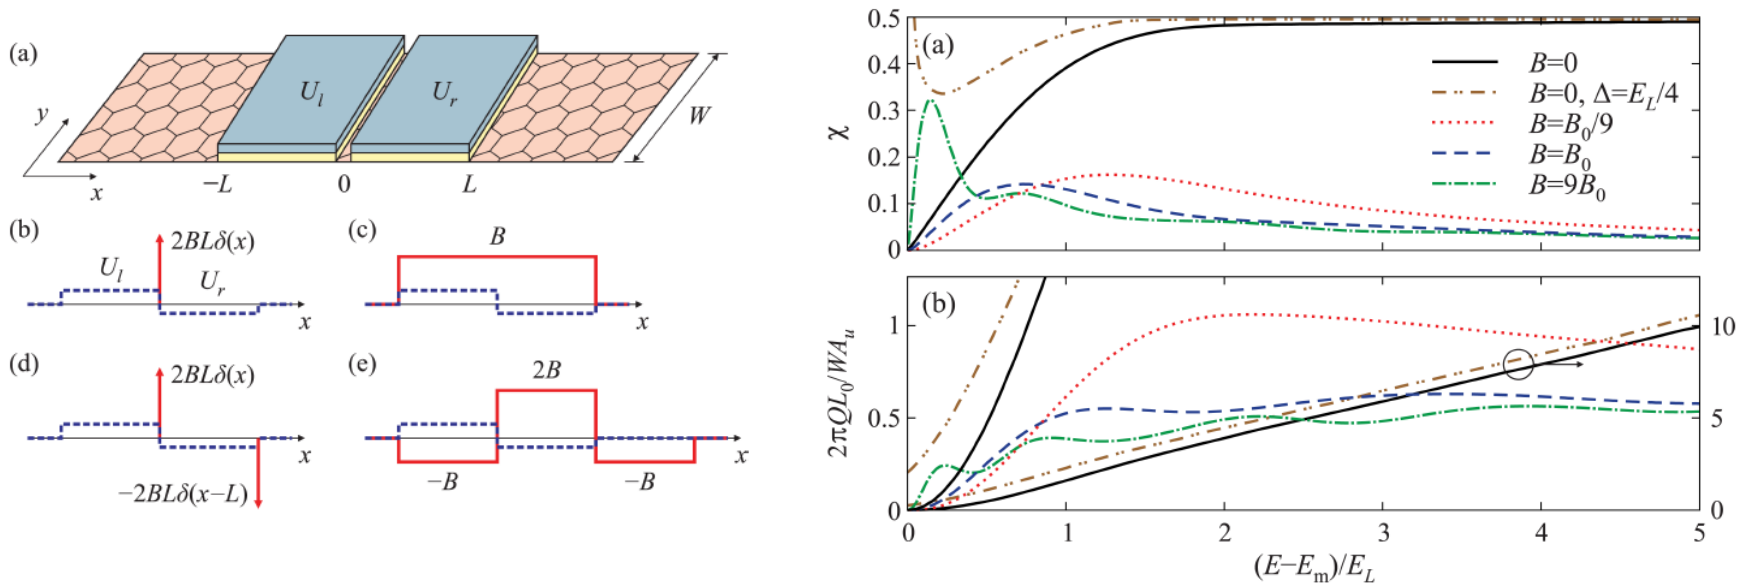 (a)
U_l
U_r
W
y
x
−L
0
L
(b)
2BLδ(x)
U_l
U_r
x
(c)
B
x
(d)
2BLδ(x)
x
−2BLδ(x−L)
(e)
2B
−B
−B
x
(a)
χ
0.5
0.4
0.3
0.2
0.1
0
B=0
B=0, Δ=E_L/4
B=B_0/9
B=B_0
B=9B_0
(b)
2πQL_0/WA_u
1
0.5
0
10
5
0
0
1
2
3
4
5
(E−E_m)/E_L